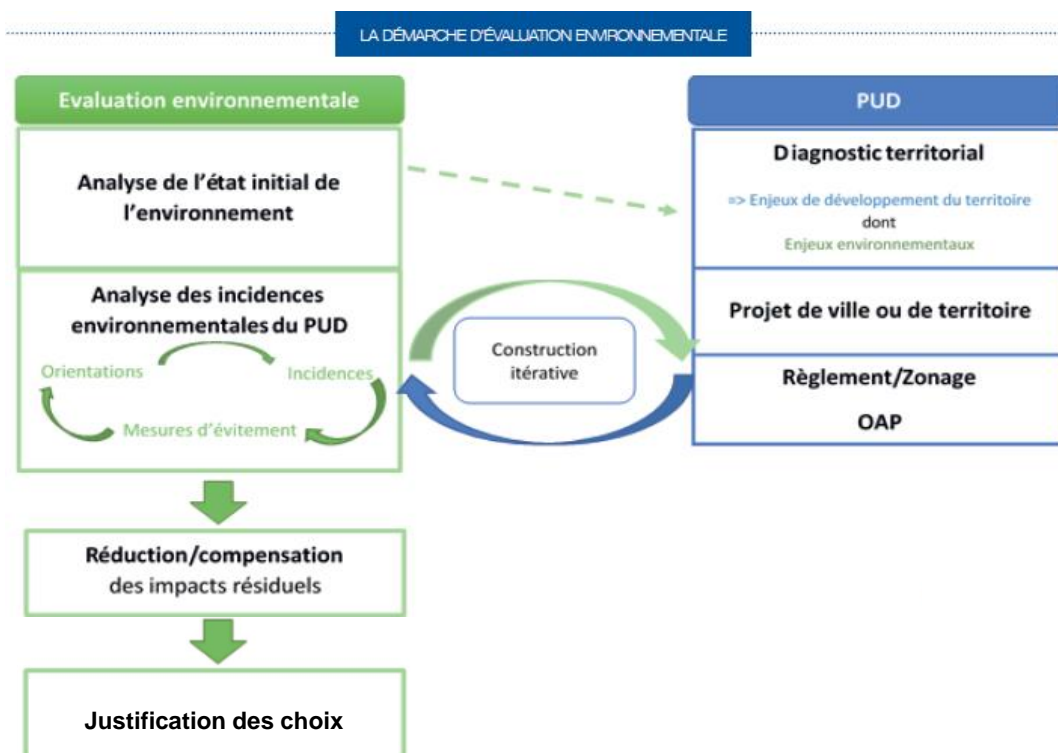 LA DÉMARCHE D'ÉVALUATION ENVIRONNEMENTALE
Evaluation environnementale
Analyse de l'état initial de
l'environnement
Analyse des incidences
environnementales du PUD
Orientations
Incidences
Mesures d'évitement
Réduction/compensation
des impacts résiduels
Justification des choix
Construction
itérative
PUD
Diagnostic territorial
=> Enjeux de développement du territoire
dont
Enjeux environnementaux
Projet de ville ou de territoire
Règlement/Zonage
OAP